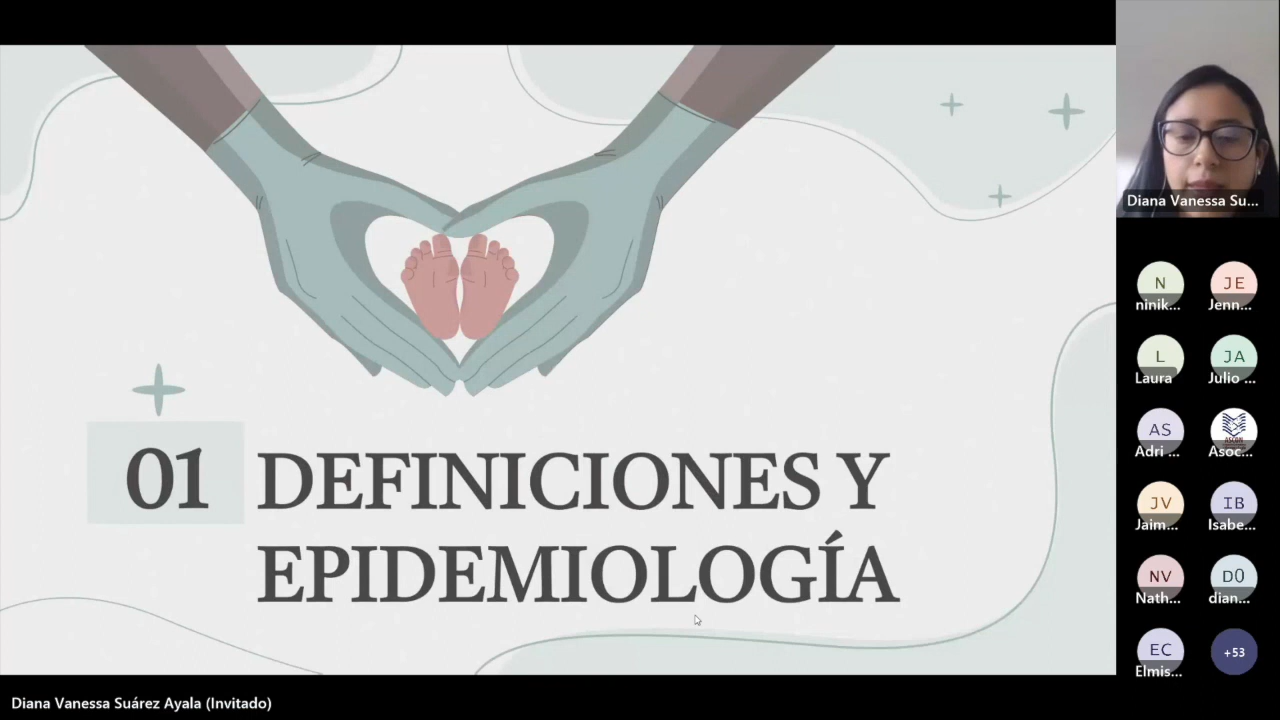 01 DEFINICIONES Y
EPIDEMIOLOGÍA
Diana Vanessa Su...
N
ninik...
JE
Jenn...
L
Laura
JA
Julio ...
AS
Adri ...
ASCON
Asoc...
JV
Jaim...
IB
Isabe...
NV
Nath...
D0
dian...
EC
Elmis...
+53
Diana Vanessa Suárez Ayala (Invitado)